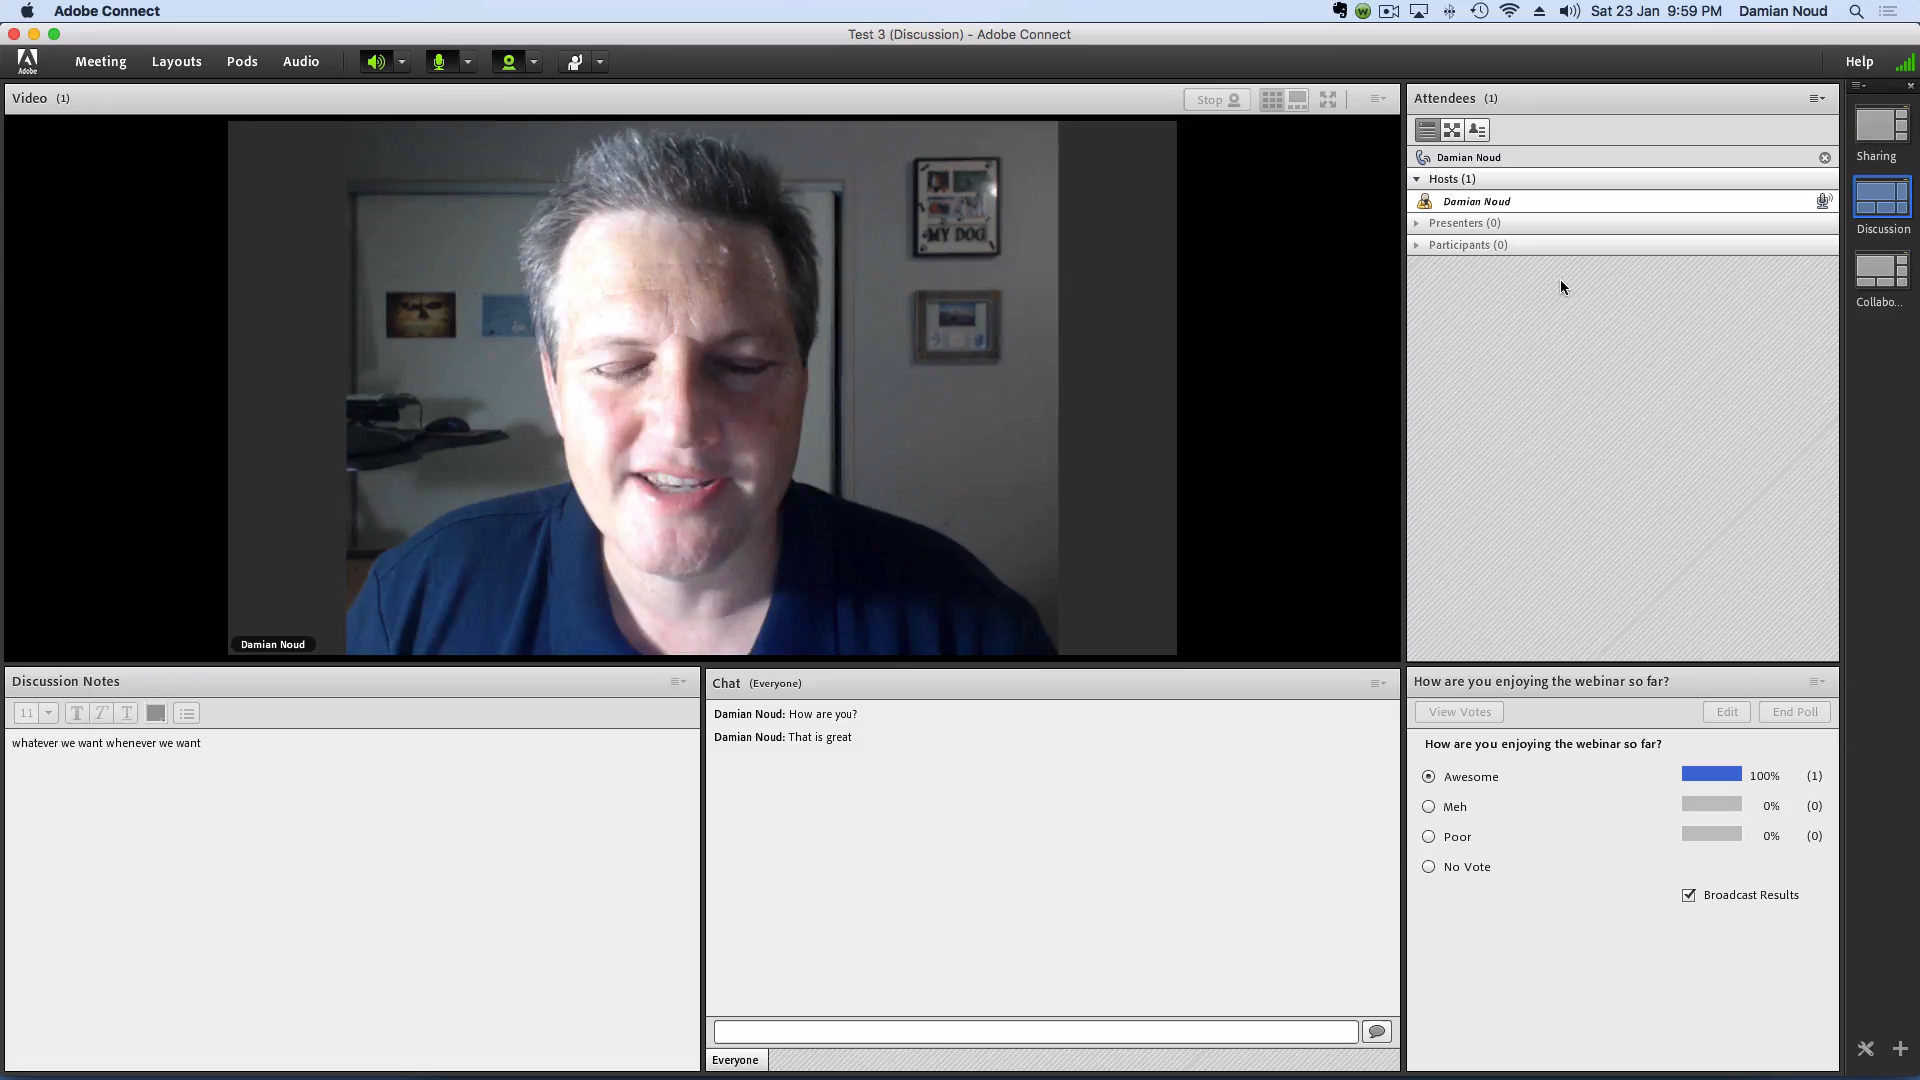 Adobe Connect
Sat 23 Jan 9:59 PM
Damian Noud
Test 3 (Discussion) - Adobe Connect
Adobe
Meeting
Layouts
Pods
Audio
Help
Video (1)
Stop
MY DOG
Damian Noud
Attendees (1)
Damian Noud
Hosts (1)
Damian Noud
Presenters (0)
Participants (0)
Sharing
Discussion
Collabo...
Discussion Notes
11
T T T
whatever we want whenever we want
Chat (Everyone)
Damian Noud: How are you?
Damian Noud: That is great
Everyone
How are you enjoying the webinar so far?
View Votes
Edit
End Poll
How are you enjoying the webinar so far?
Awesome 100% (1)
Meh 0% (0)
Poor 0% (0)
No Vote
Broadcast Results